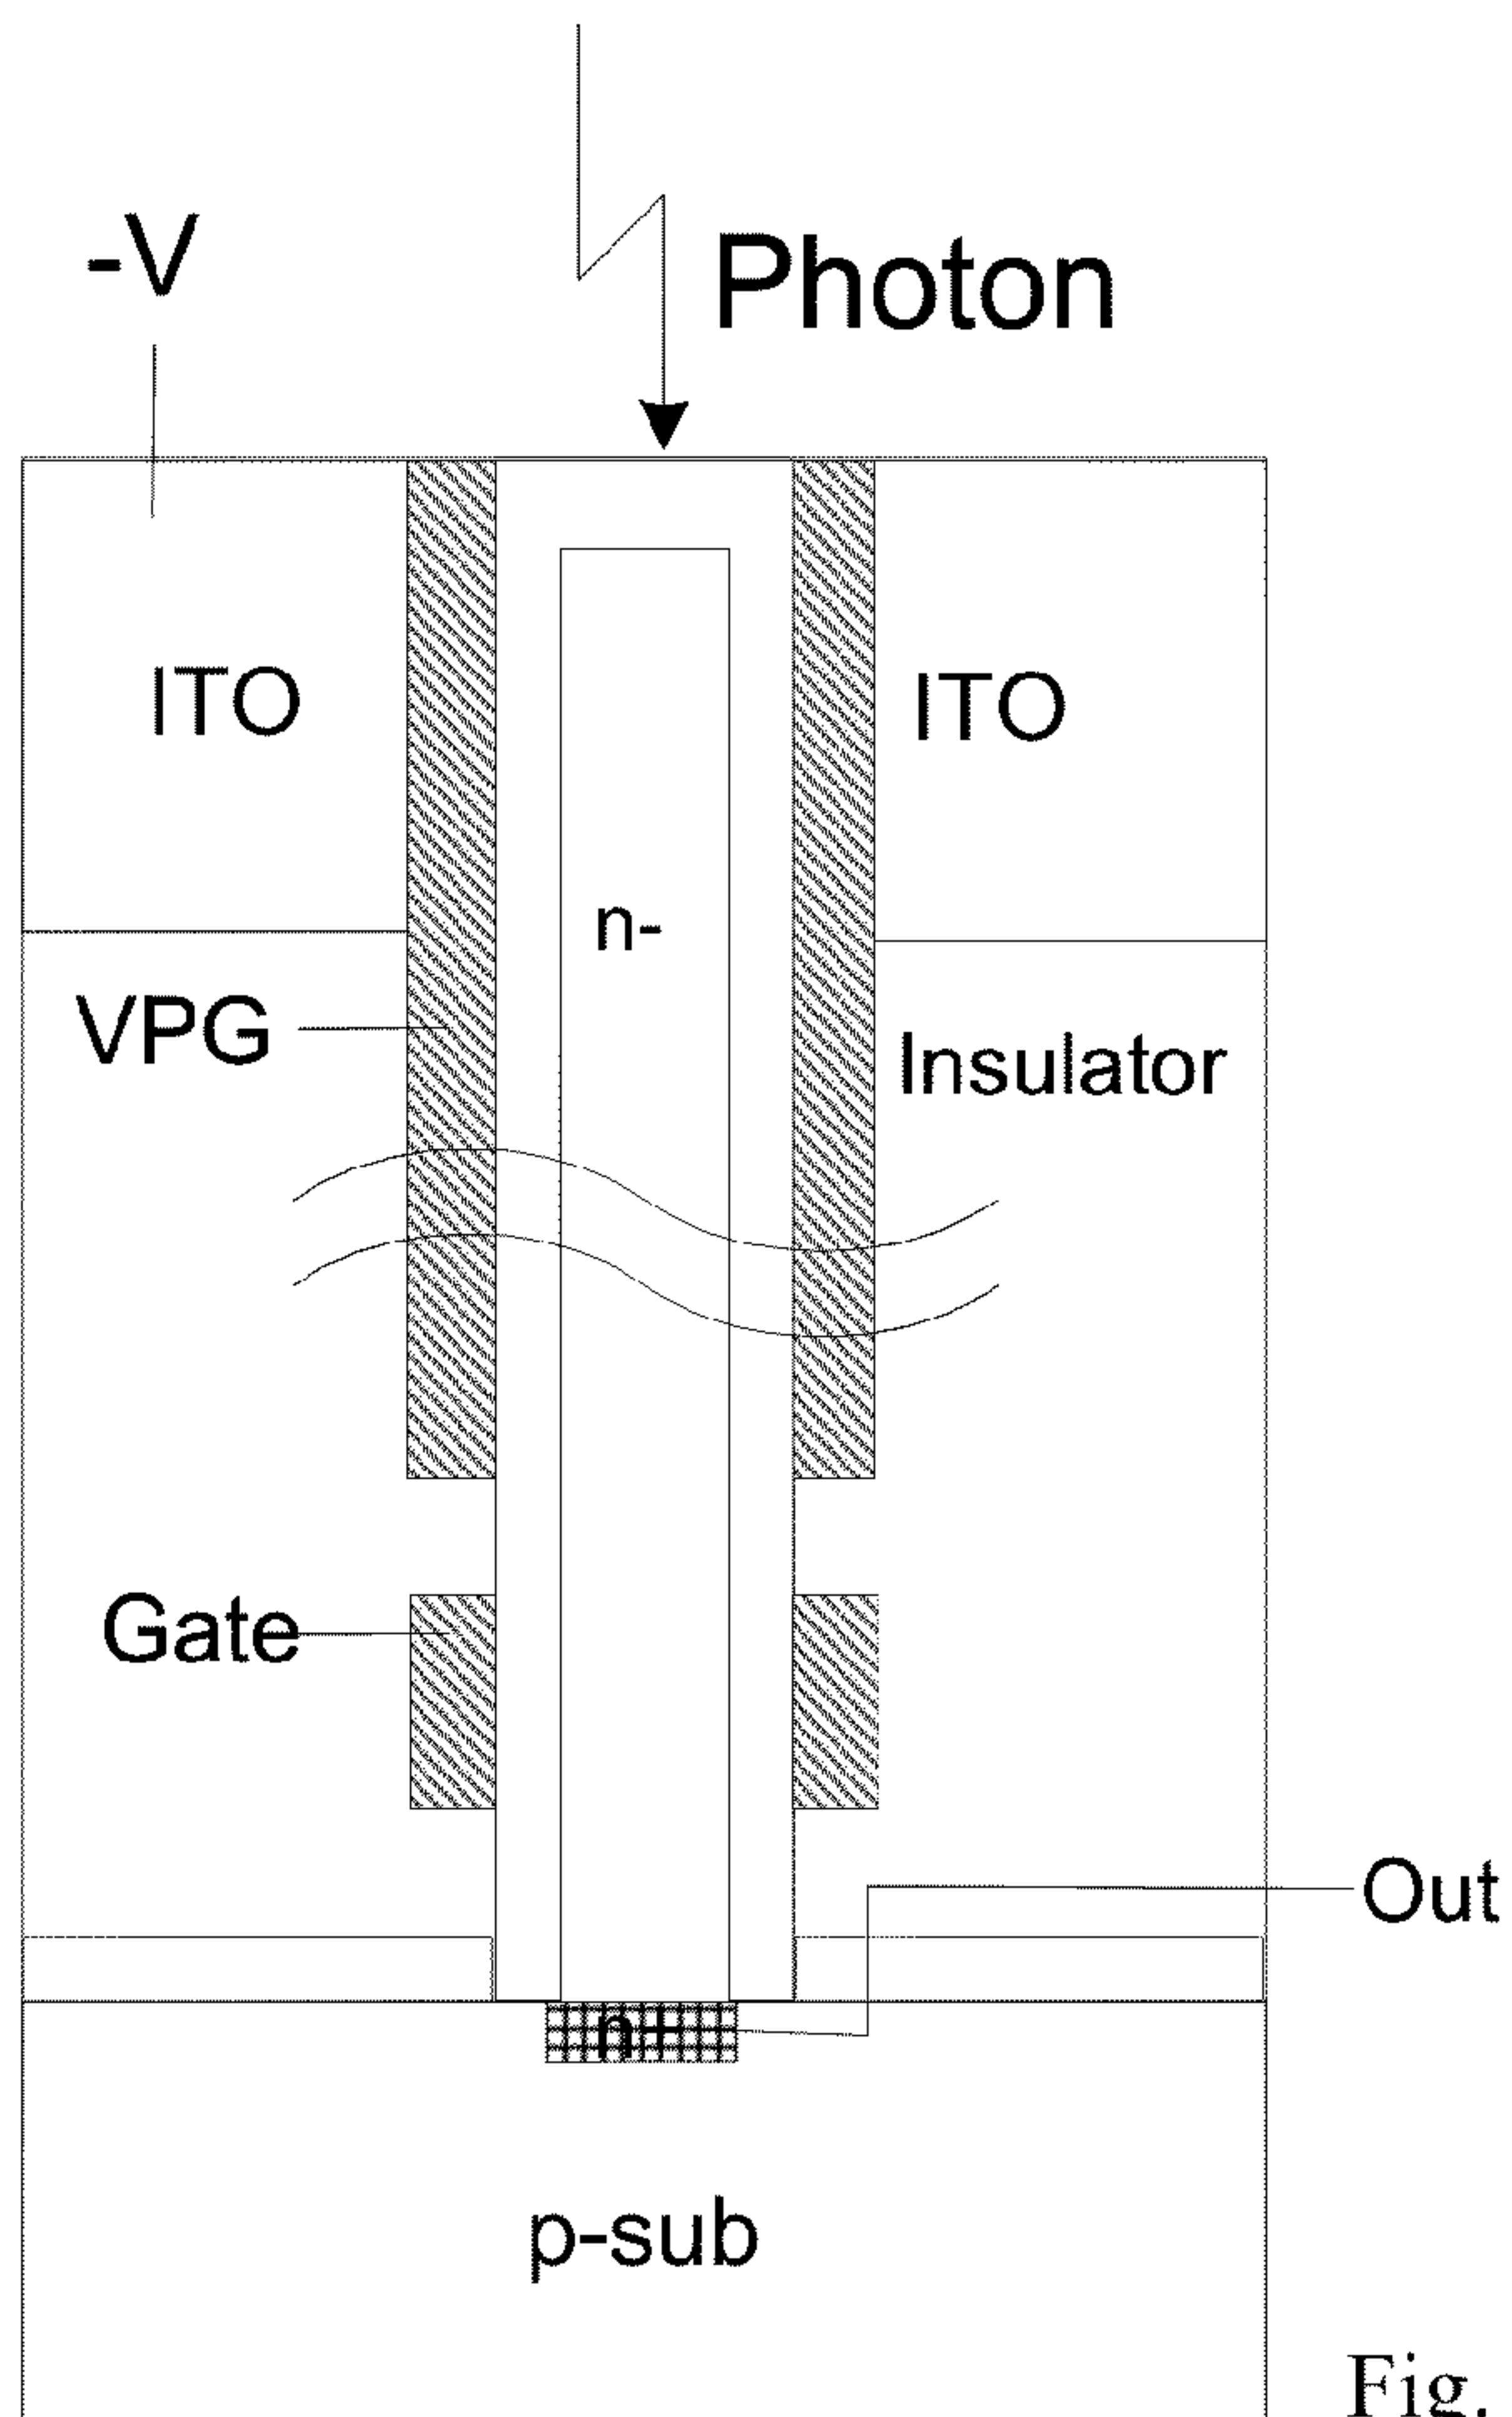 -V
Photon
ITO
ITO
n-
VPG
Insulator
Gate
Out
n+
p-sub
Fig.